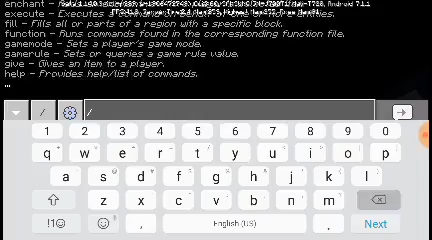 enchant -
execute - Executes a command on behalf of one or more entities.
fill - Fills all or parts of a region with a specific block.
function - Runs commands found in the corresponding function file.
gamemode - Sets a player's game mode.
gamerule - Sets or queries a game rule value.
give - Gives an item to a player.
help - Provides help/list of commands.
...
/ /
1 2 3 4 5 6 7 8 9 0
q w e r t y u i o p
a s d f g h j k l
z x c v b n m
!1☺ , English (US) . Next